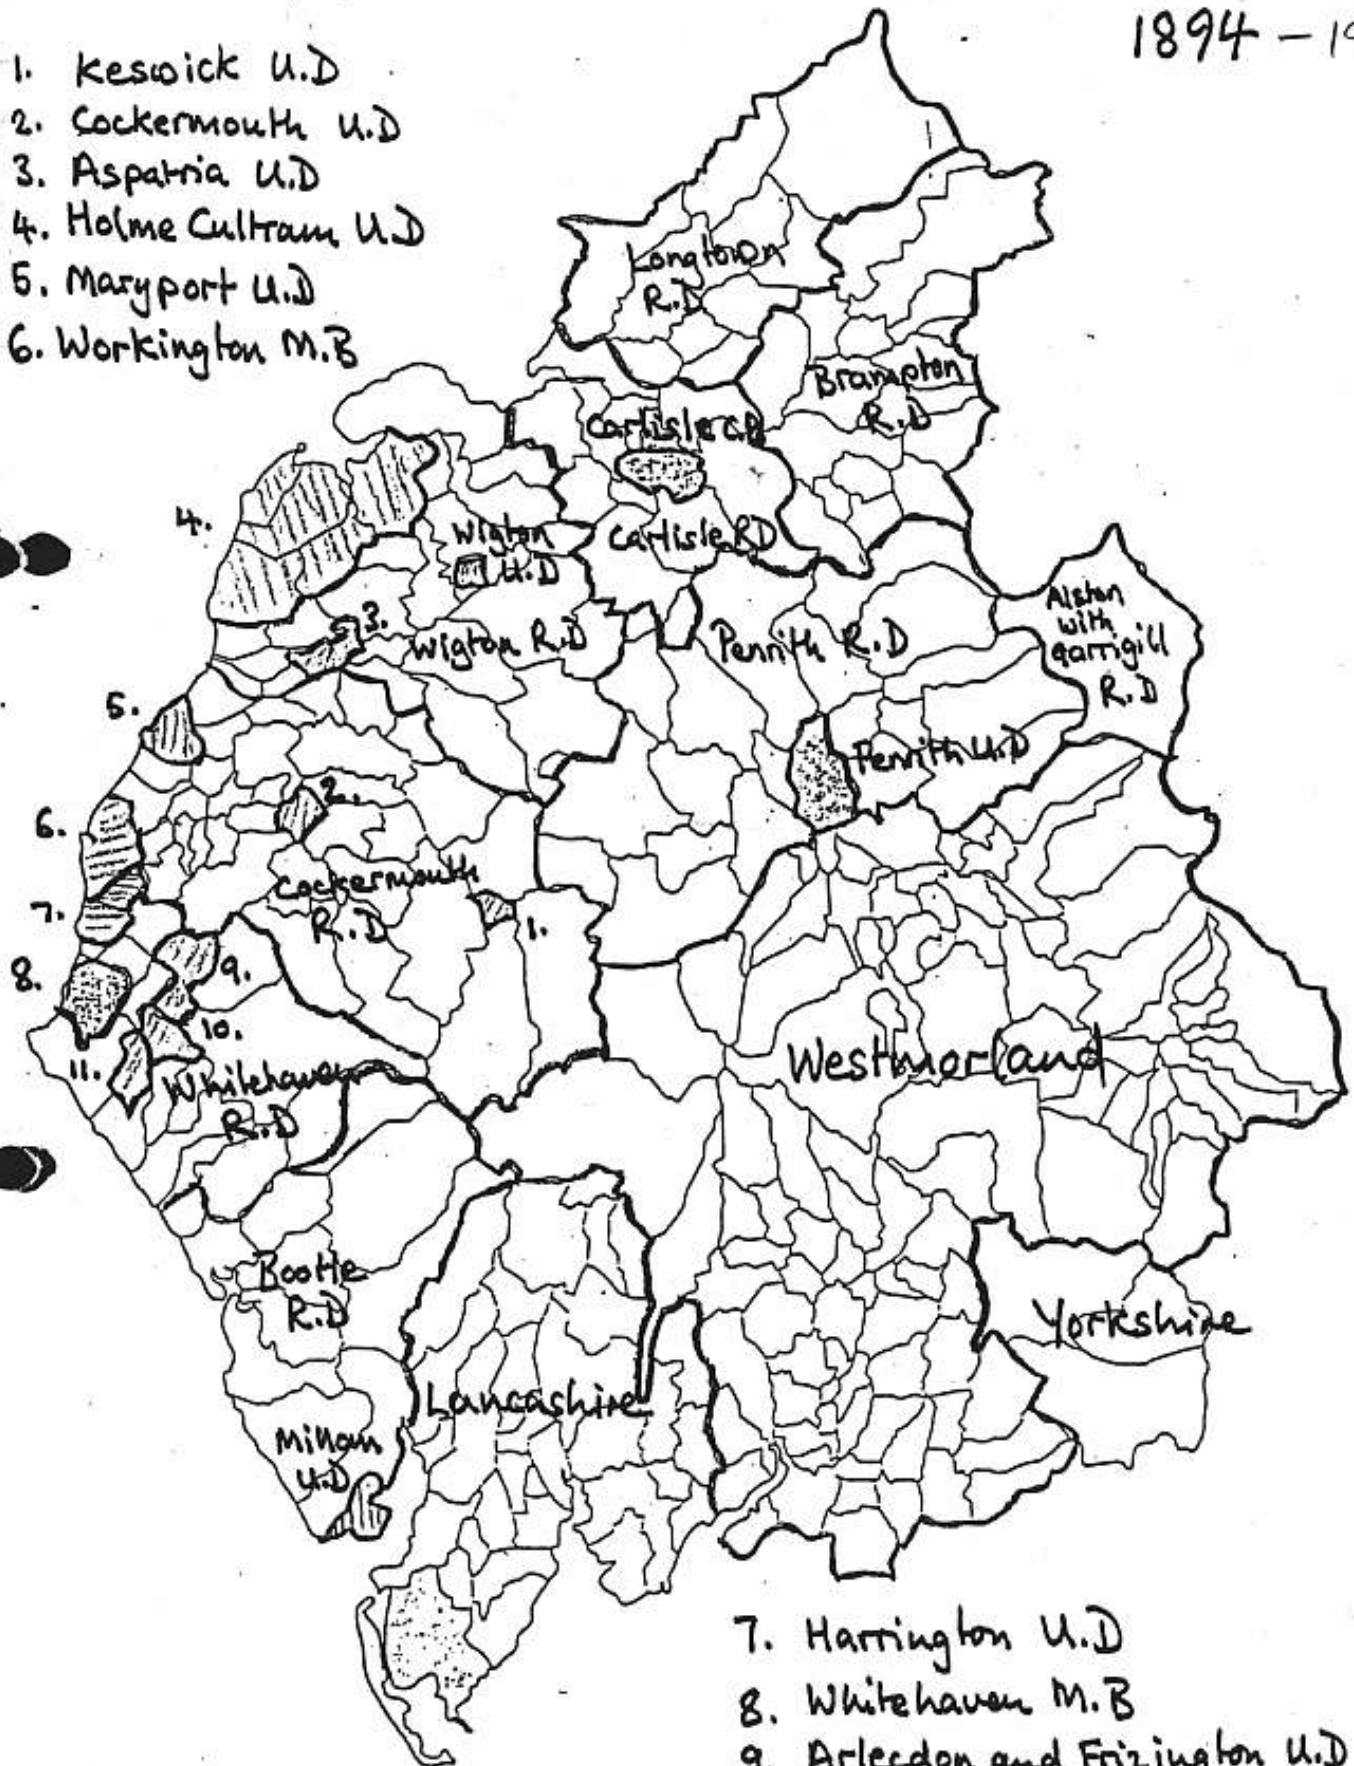 1894 - 19
1. Keswick U.D
2. Cockermouth U.D
3. Aspatria U.D
4. Holme Cultram U.D
5. Maryport U.D
6. Workington M.B
Longtown
R.D
Brampton
R.D
Carlisle C.B
4.
Wigton
U.D
Carlisle RD
Alston
with
Garrigill
R.D
3.
Wigton R.D
Penrith R.D
5.
Penrith U.D
2.
6.
Cockermouth
R.D
7.
1.
8.
9.
10.
11.
Whitehaven
R.D
Westmorland
Bootle
R.D
Yorkshire
Lancashire
Millom
U.D
7. Harrington U.D
8. Whitehaven M.B
9. Arlecdon and Frizington U.D